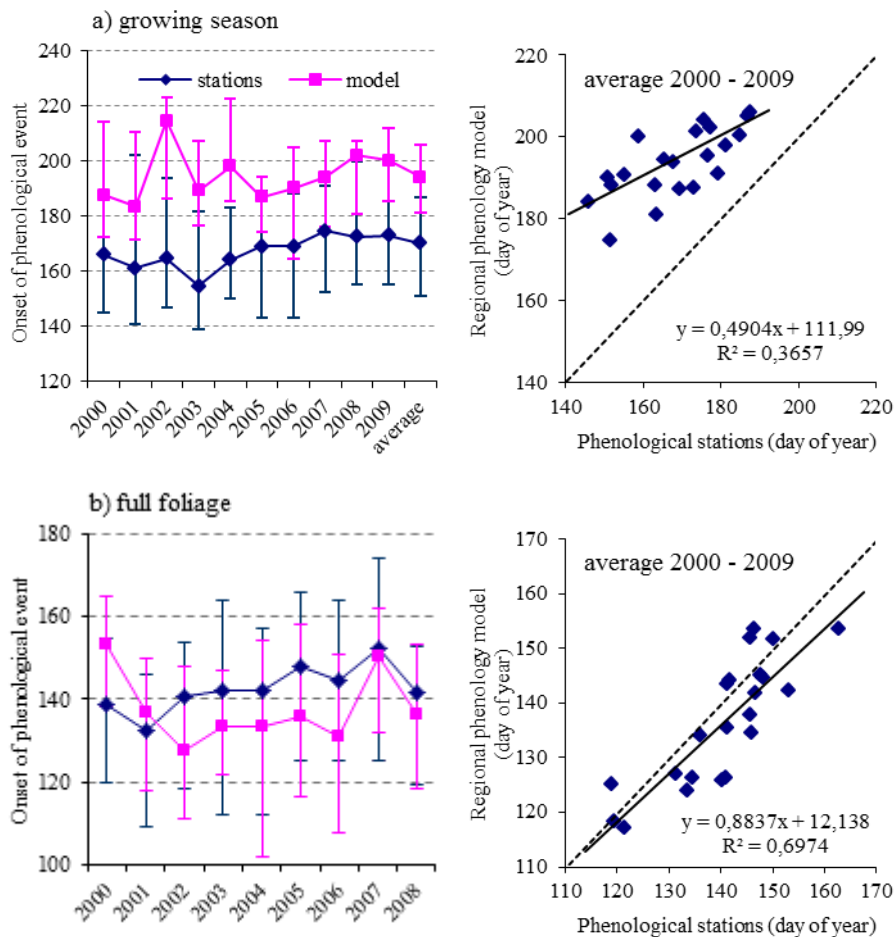 a) growing season
Onset of phenological event
240
220
200
180
160
140
120
stations
model
2000
2001
2002
2003
2004
2005
2006
2007
2008
2009
average
average 2000 - 2009
Regional phenology model
(day of year)
220
200
180
160
140
y = 0,4904x + 111,99
R² = 0,3657
140 160 180 200 220
Phenological stations (day of year)
b) full foliage
Onset of phenological event
180
160
140
120
100
2000
2001
2002
2003
2004
2005
2006
2007
2008
average 2000 - 2009
Regional phenology model
(day of year)
170
160
150
140
130
120
110
y = 0,8837x + 12,138
R² = 0,6974
110 120 130 140 150 160 170
Phenological stations (day of year)